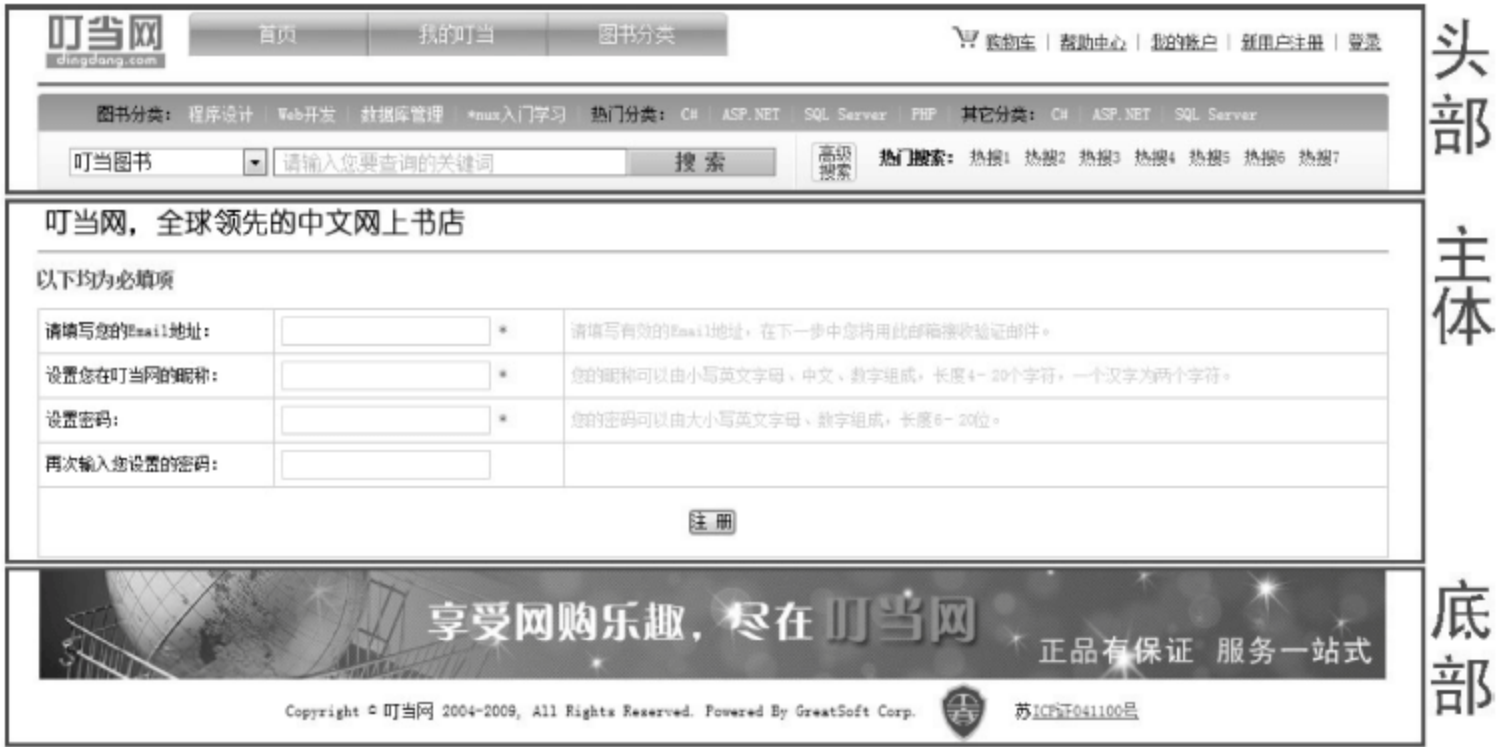 叮当网 首页 我的叮当 图书分类 购物车 | 帮助中心 | 我的帐户 | 新用户注册 | 登录
dingdang.com
图书分类: 程序设计 | Web开发 | 数据库管理 | *nux入门学习 | 热门分类: C# | ASP.NET | SQL Server | PHP | 其它分类: C# | ASP.NET | SQL Server
叮当图书 请输入您要查询的关键词 搜 索 高级搜索 热门搜索: 热搜1 热搜2 热搜3 热搜4 热搜5 热搜6 热搜7
头部
叮当网，全球领先的中文网上书店
以下均为必填项
请填写您的Email地址: * 请填写有效的Email地址，在下一步中您将用此邮箱接收验证邮件。
设置您在叮当网的昵称: * 您的昵称可以由小写英文字母、中文、数字组成，长度4-20个字符，一个汉字为两个字符。
设置密码: * 您的密码可以由大小写英文字母、数字组成，长度6-20位。
再次输入您设置的密码:
注 册
主体
享受网购乐趣，尽在叮当网
正品有保证 服务一站式
Copyright © 叮当网 2004-2009, All Rights Reserved. Powered By GreatSoft Corp. 苏ICP证041100号
底部